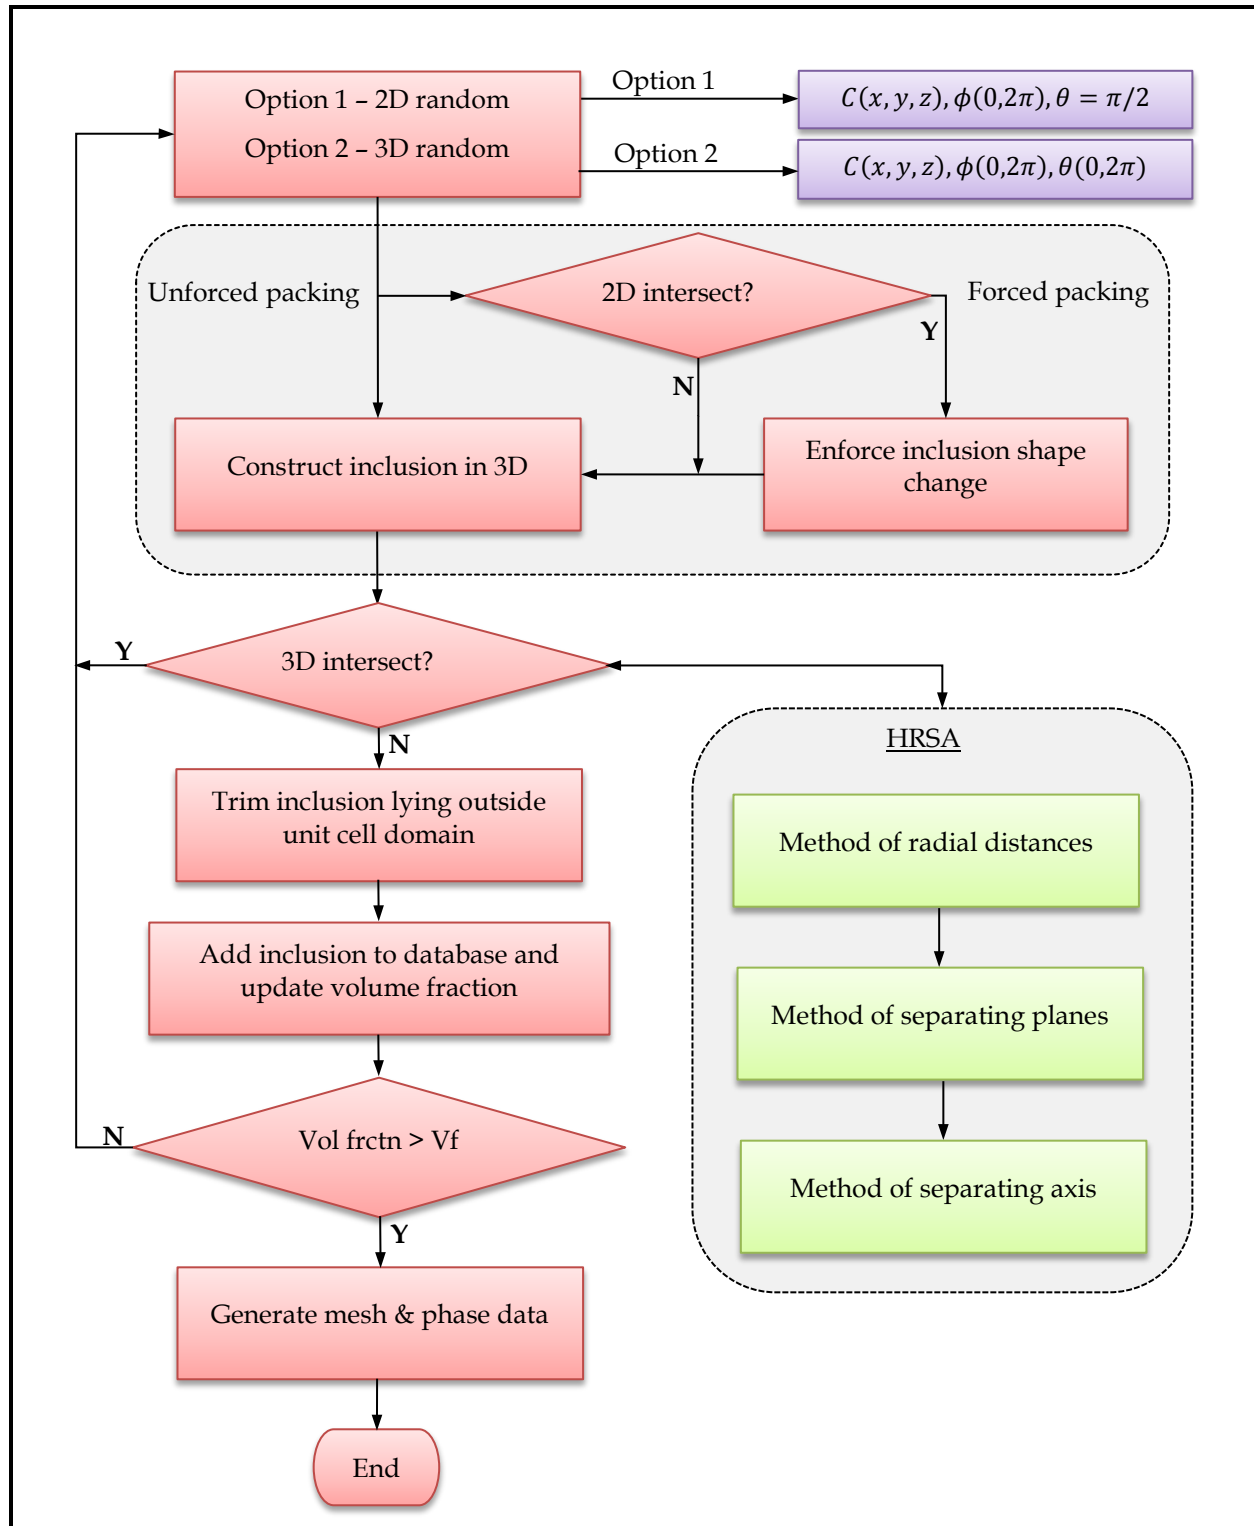 Option 1 – 2D random
Option 2 – 3D random
Option 1
𝐶(𝑥, 𝑦, 𝑧), 𝜙(0,2𝜋), 𝜃 = 𝜋/2
Option 2
𝐶(𝑥, 𝑦, 𝑧), 𝜙(0,2𝜋), 𝜃(0,2𝜋)
Unforced packing
2D intersect?
Forced packing
Y
N
Construct inclusion in 3D
Enforce inclusion shape
change
Y
3D intersect?
N
HRSA
Trim inclusion lying outside
unit cell domain
Method of radial distances
Add inclusion to database and
update volume fraction
Method of separating planes
N
Vol frctn > Vf
Y
Method of separating axis
Generate mesh & phase data
End